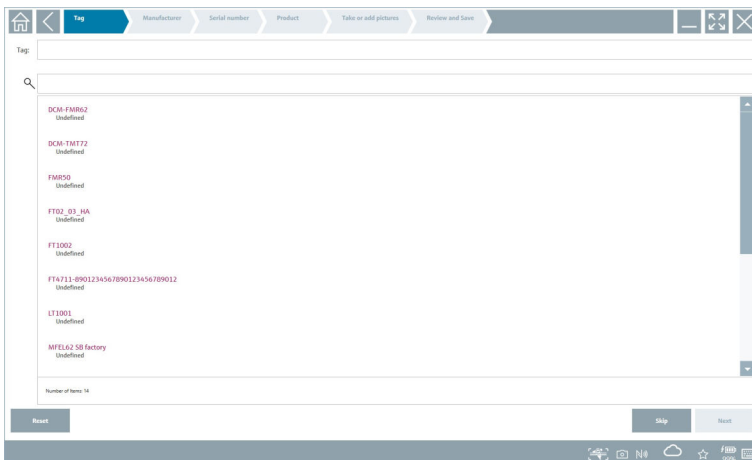 Tag Manufacturer Serial number Product Take or add pictures Review and Save
Tag:
DCM-FMR62
Undefined
DCM-TMT72
Undefined
FMR50
Undefined
FT02_03_HA
Undefined
FT1002
Undefined
FT4711-8901234567890123456789012
Undefined
LT1001
Undefined
MFEL62 SB factory
Undefined
Number of Items: 14
Reset Skip Next